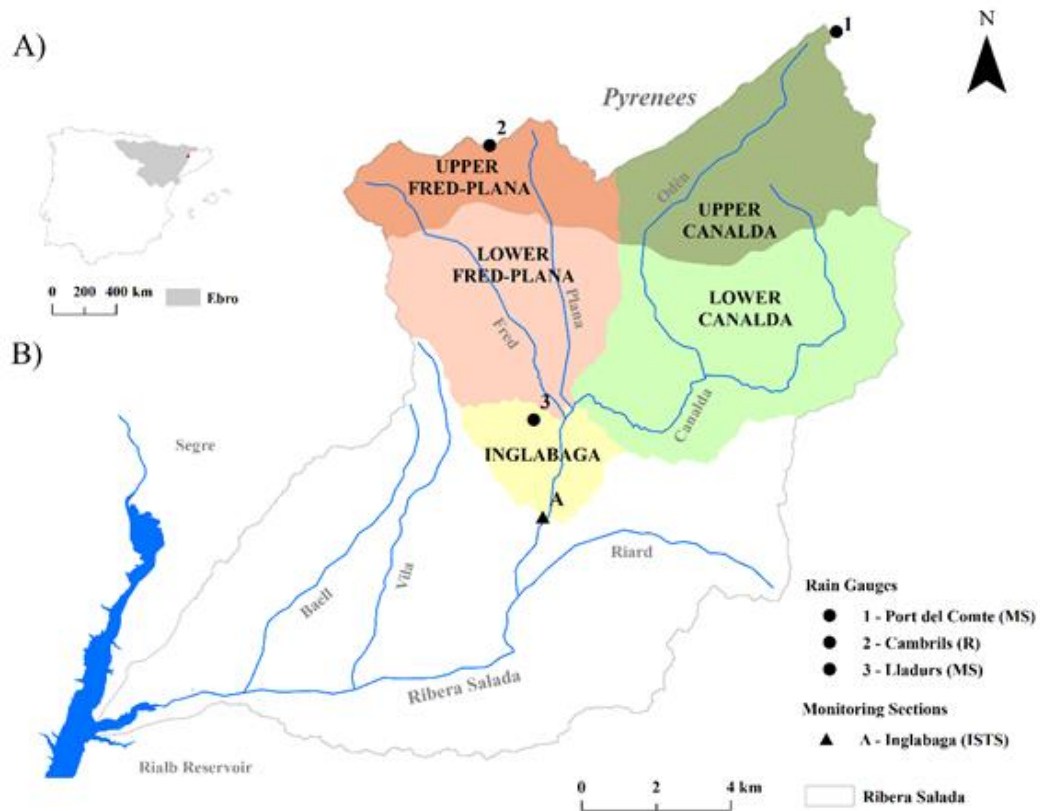 A)
1
N
Pyrenees
2
UPPER
FRED-PLANA
Odén
UPPER
CANALDA
LOWER
FRED-PLANA
0 200 400 km
Ebro
Plana
LOWER
CANALDA
Fred
B)
3
Canalda
Segre
INGLABAGA
A
Riard
Vila
Baell
Rain Gauges
1 - Port del Comte (MS)
2 - Cambrils (R)
3 - Lladurs (MS)
Ribera Salada
Monitoring Sections
A - Inglabaga (ISTS)
Rialb Reservoir
0 2 4 km
Ribera Salada